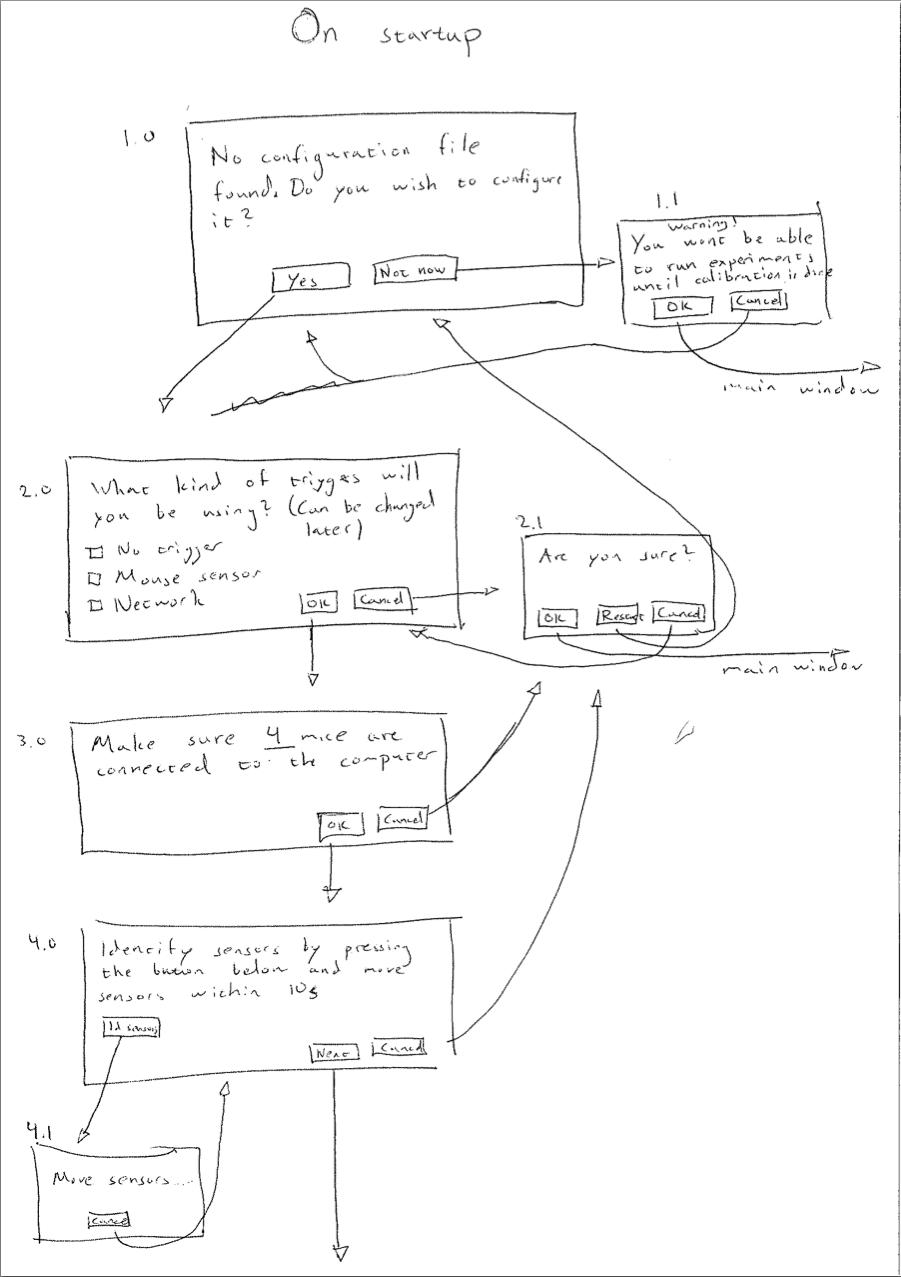 On startup
1.0
No configuration file
found. Do you wish to configure
it?
Yes
Not now
1.1
Warning!
You wont be able
to run experiments
until calibration is done
OK
Cancel
main window
2.0
What kind of trigges will
you be using? (Can be changed
later)
No trigger
Mouse sensor
Network
OK
Cancel
2.1
Are you sure?
OK
Restart
Cancel
main window
3.0
Make sure 4 mice are
connected to the computer
OK
Cancel
4.0
Identify sensors by pressing
the button below and move
sensors within 10s
Id sensors
Next
Cancel
4.1
Move sensors....
Cancel